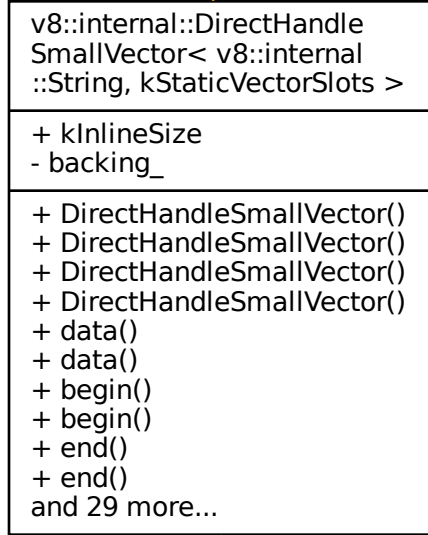 v8::internal::DirectHandle
SmallVector< v8::internal
::String, kStaticVectorSlots >
+ kInlineSize
- backing_
+ DirectHandleSmallVector()
+ DirectHandleSmallVector()
+ DirectHandleSmallVector()
+ DirectHandleSmallVector()
+ data()
+ data()
+ begin()
+ begin()
+ end()
+ end()
and 29 more...